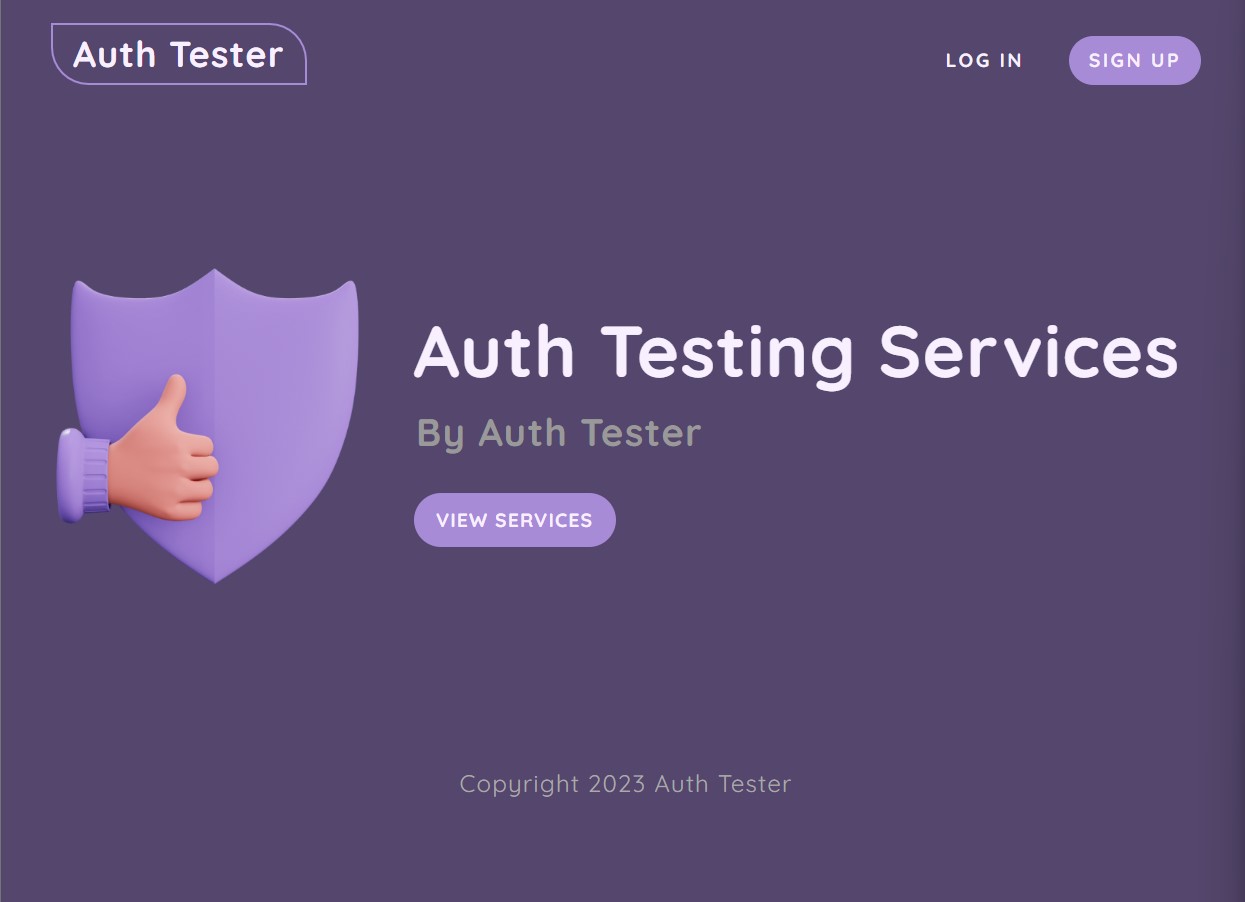 Auth Tester
LOG IN
SIGN UP
Auth Testing Services
By Auth Tester
VIEW SERVICES
Copyright 2023 Auth Tester